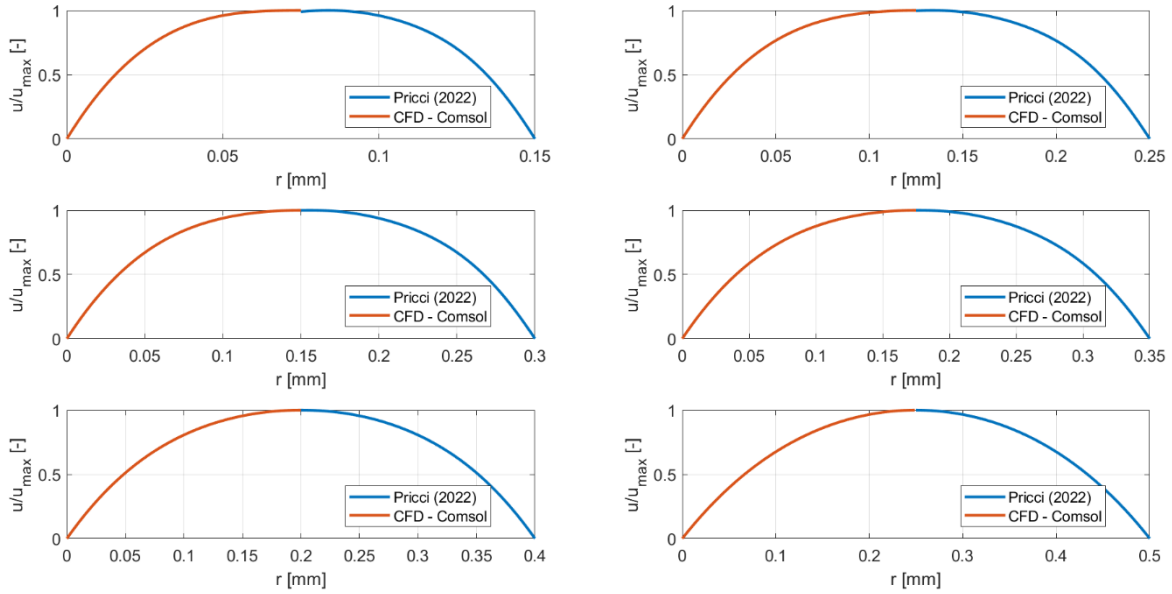 1
0.5
0
u/u_max [-]
Pricci (2022)
CFD - Comsol
0 0.05 0.1 0.15
r [mm]
1
0.5
0
u/u_max [-]
Pricci (2022)
CFD - Comsol
0 0.05 0.1 0.15 0.2 0.25
r [mm]
1
0.5
0
u/u_max [-]
Pricci (2022)
CFD - Comsol
0 0.05 0.1 0.15 0.2 0.25 0.3
r [mm]
1
0.5
0
u/u_max [-]
Pricci (2022)
CFD - Comsol
0 0.05 0.1 0.15 0.2 0.25 0.3 0.35
r [mm]
1
0.5
0
u/u_max [-]
Pricci (2022)
CFD - Comsol
0 0.05 0.1 0.15 0.2 0.25 0.3 0.35 0.4
r [mm]
1
0.5
0
u/u_max [-]
Pricci (2022)
CFD - Comsol
0 0.1 0.2 0.3 0.4 0.5
r [mm]